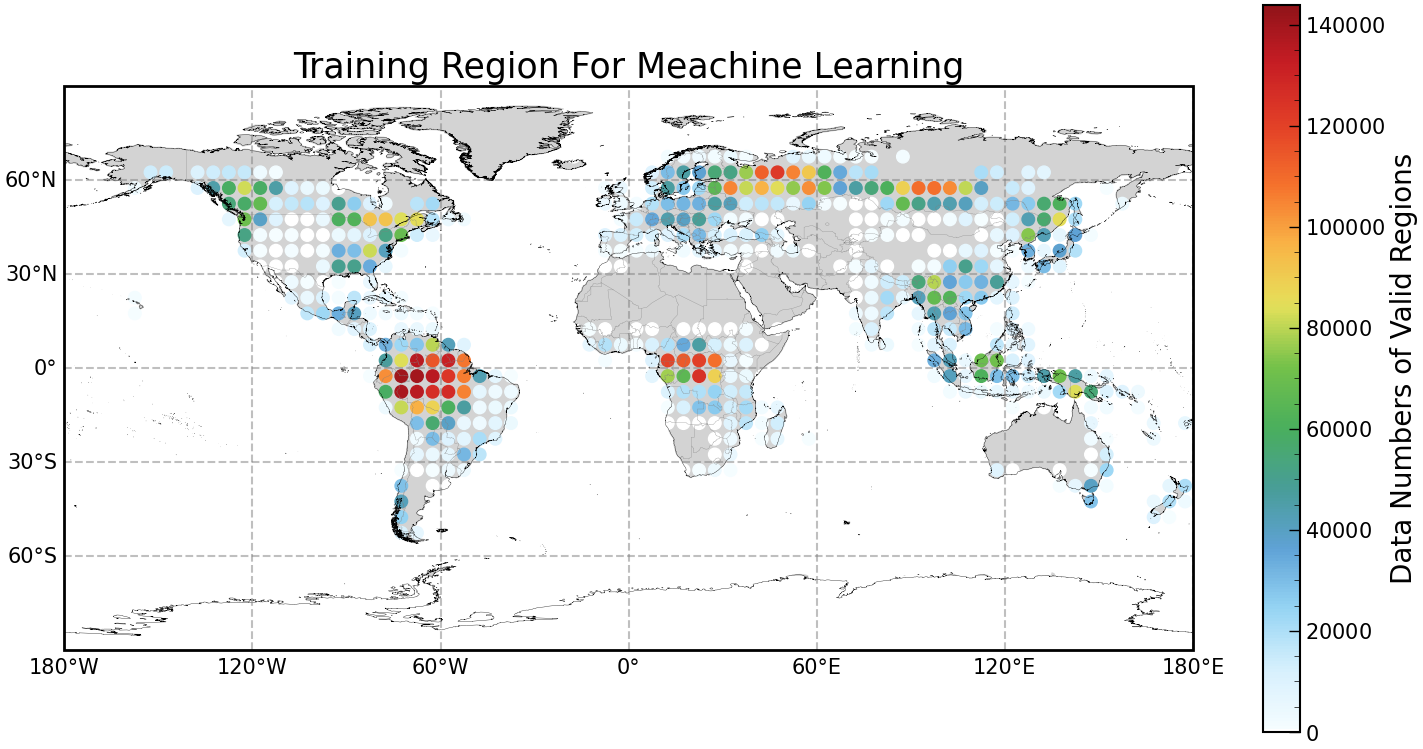 Training Region For Meachine Learning
60°N
30°N
0°
30°S
60°S
180°W
120°W
60°W
0°
60°E
120°E
180°E
140000
120000
100000
80000
60000
40000
20000
0
Data Numbers of Valid Regions